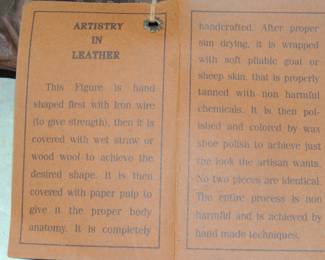 ARTISTRY
IN
LEATHER
This Figure is hand
shaped first with Iron wire
(to give strength), then it is
covered with wet straw or
wood wool to achieve the
desired shape. It is then
covered with paper pulp to
give it the proper body
anatomy. It is completely
handcrafted. After proper
sun drying, it is wrapped
with soft pliable goat or
sheep skin, that is properly
tanned with non harmful
chemicals. It is then pol-
ished and colored by wax
shoe polish to achieve just
the look the artisan wants.
No two pieces are identical.
The entire process is non
harmful and is achieved by
hand made techniques.